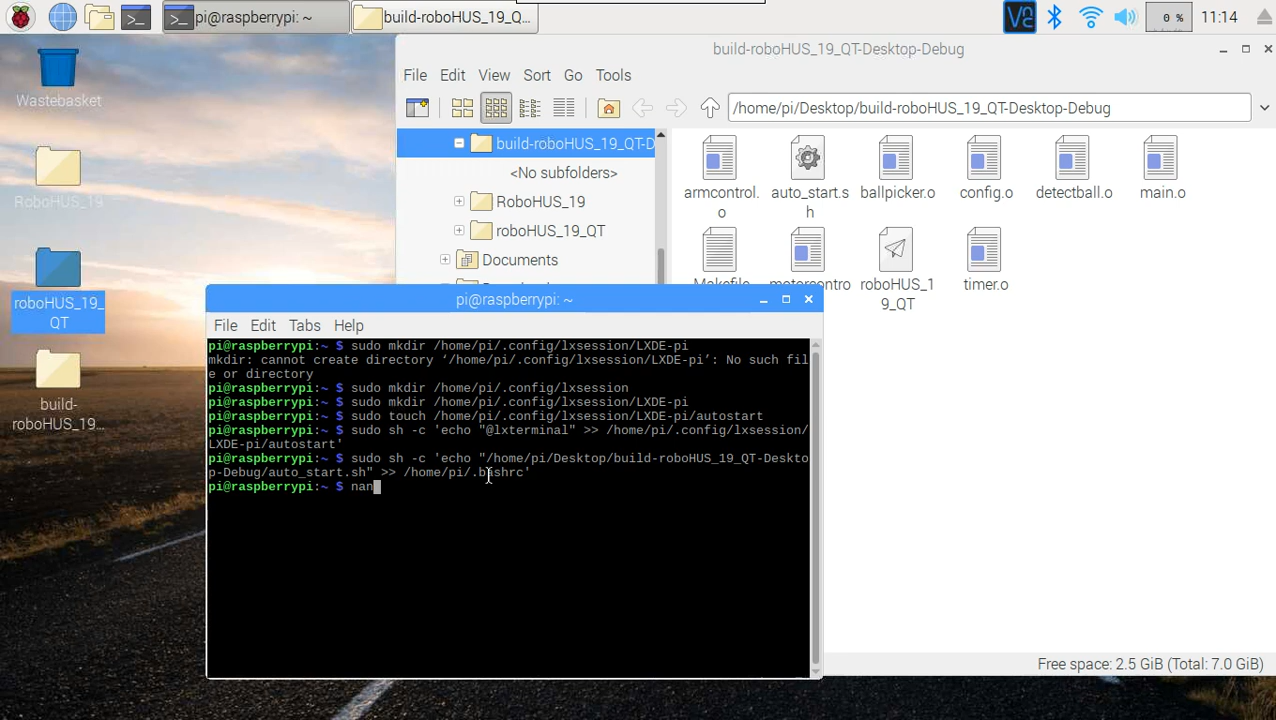 pi@raspberrypi: ~
build-roboHUS_19_Q...
0 %
11:14
Wastebasket
RoboHUS_19
roboHUS_19_
QT
build-
roboHUS_19...
build-roboHUS_19_QT-Desktop-Debug
File Edit View Sort Go Tools
/home/pi/Desktop/build-roboHUS_19_QT-Desktop-Debug
build-roboHUS_19_QT-D
<No subfolders>
RoboHUS_19
roboHUS_19_QT
Documents
armcontrol.
o
auto_start.s
h
ballpicker.o
config.o
detectball.o
main.o
Makefile
motorcontro
roboHUS_1
9_QT
timer.o
Free space: 2.5 GiB (Total: 7.0 GiB)
pi@raspberrypi: ~
File Edit Tabs Help
pi@raspberrypi:~ $ sudo mkdir /home/pi/.config/lxsession/LXDE-pi
mkdir: cannot create directory ‘/home/pi/.config/lxsession/LXDE-pi’: No such fil
e or directory
pi@raspberrypi:~ $ sudo mkdir /home/pi/.config/lxsession
pi@raspberrypi:~ $ sudo mkdir /home/pi/.config/lxsession/LXDE-pi
pi@raspberrypi:~ $ sudo touch /home/pi/.config/lxsession/LXDE-pi/autostart
pi@raspberrypi:~ $ sudo sh -c 'echo "@lxterminal" >> /home/pi/.config/lxsession/
LXDE-pi/autostart'
pi@raspberrypi:~ $ sudo sh -c 'echo "/home/pi/Desktop/build-roboHUS_19_QT-Deskto
p-Debug/auto_start.sh" >> /home/pi/.bashrc'
pi@raspberrypi:~ $ nan